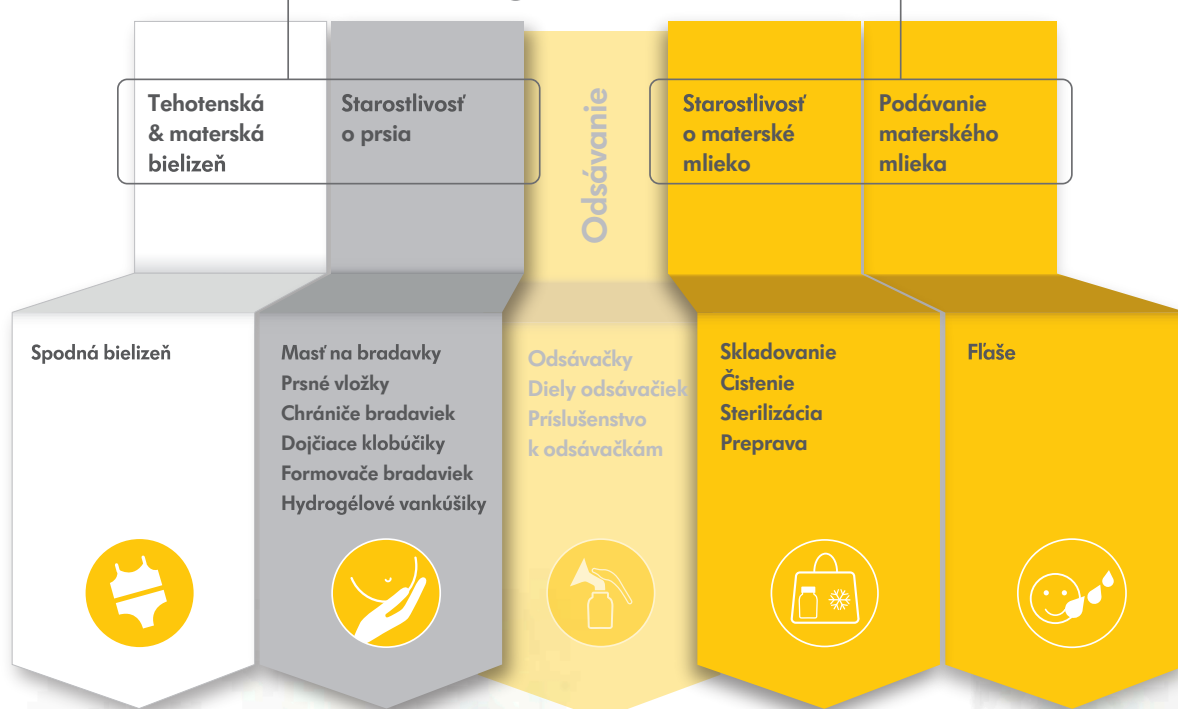 Tehotenská
& materská
bielizeň
Starostlivosť
o prsia
Odsávanie
Starostlivosť
o materské
mlieko
Podávanie
materského
mlieka
Spodná bielizeň
Masť na bradavky
Prsné vložky
Chrániče bradaviek
Dojčiace klobúčiky
Formovače bradaviek
Hydrogélové vankúšiky
Odsávačky
Diely odsávačiek
Príslušenstvo
k odsávačkám
Skladovanie
Čistenie
Sterilizácia
Preprava
Fľaše